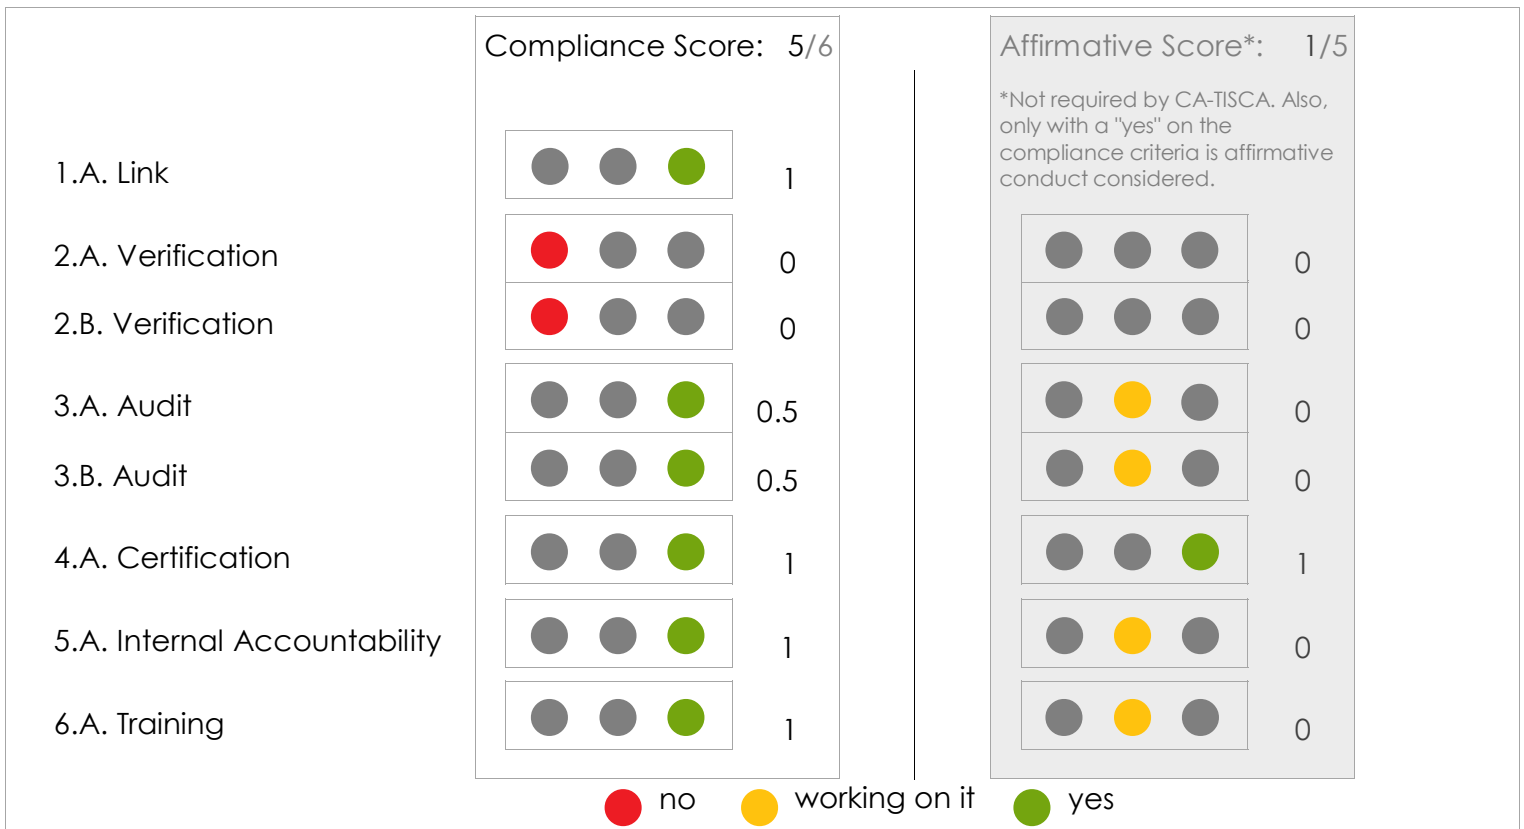 Compliance Score: 5/6
Affirmative Score*: 1/5
*Not required by CA-TISCA. Also,
only with a "yes" on the
compliance criteria is affirmative
conduct considered.
1.A. Link 1
2.A. Verification 0 0
2.B. Verification 0 0
3.A. Audit 0.5 0
3.B. Audit 0.5 0
4.A. Certification 1 1
5.A. Internal Accountability 1 0
6.A. Training 1 0
no working on it yes